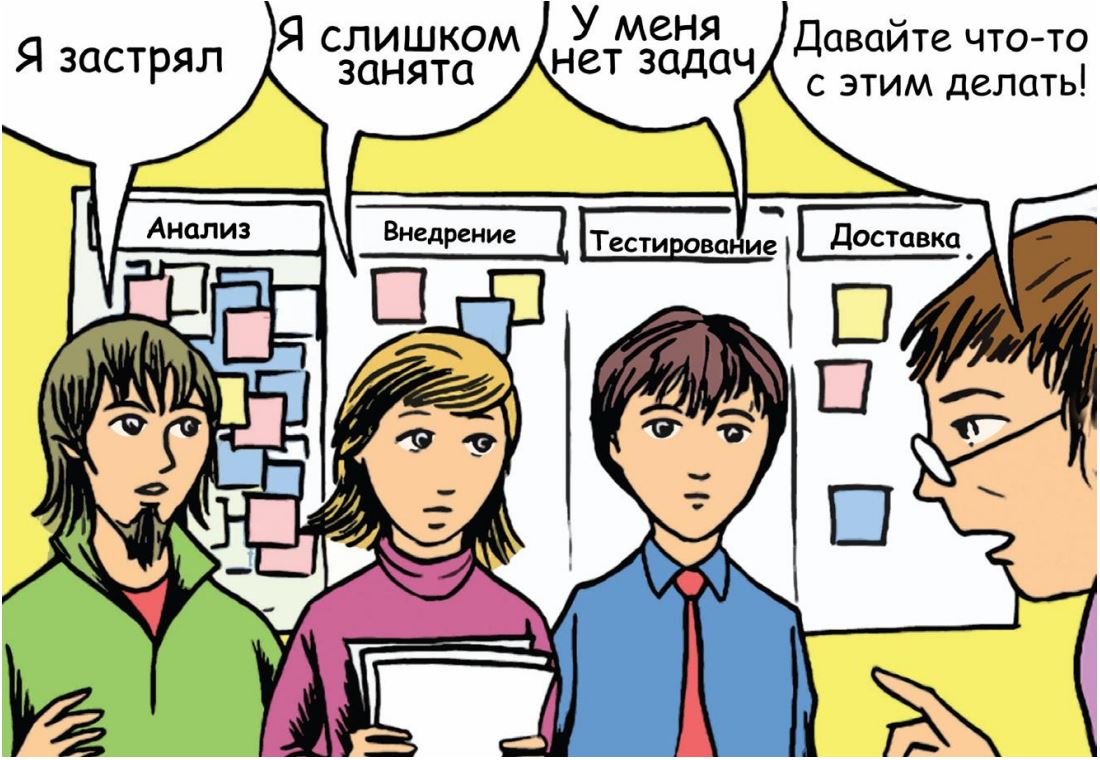 Я застрял
Я слишком
занята
У меня
нет задач
Давайте что-то
с этим делать!
Анализ
Внедрение
Тестирование
Доставка